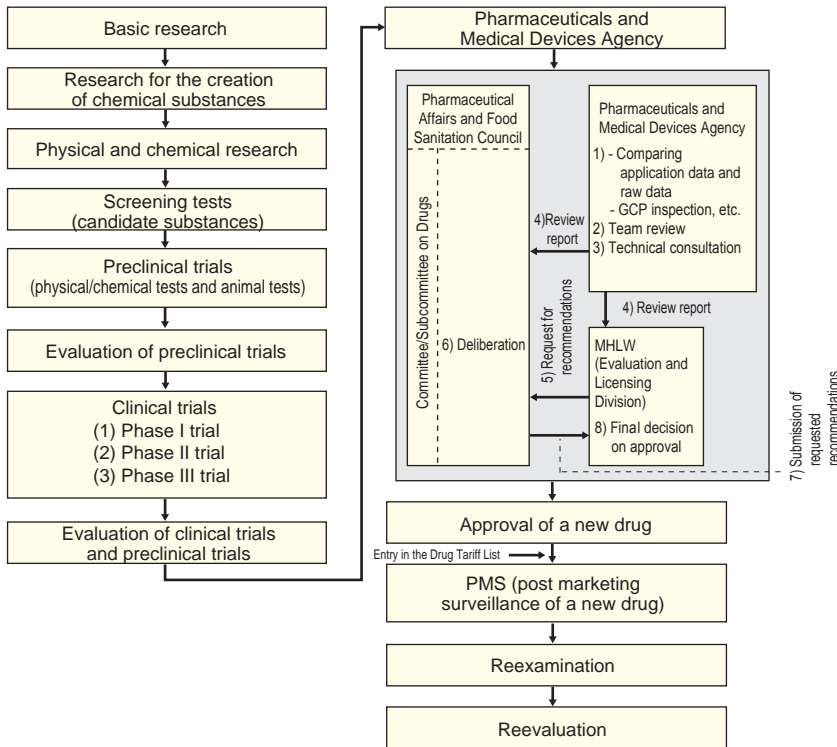 Basic research
Research for the creation
of chemical substances
Physical and chemical research
Screening tests
(candidate substances)
Preclinical trials
(physical/chemical tests and animal tests)
Evaluation of preclinical trials
Clinical trials
(1) Phase I trial
(2) Phase II trial
(3) Phase III trial
Evaluation of clinical trials
and preclinical trials
Pharmaceuticals and
Medical Devices Agency
Pharmaceutical
Affairs and Food
Sanitation Council
Committee/Subcommittee on Drugs
6) Deliberation
4)Review
report
5) Request for
recommendations
Pharmaceuticals and
Medical Devices Agency
1) - Comparing
application data and
raw data
- GCP inspection, etc.
2) Team review
3) Technical consultation
4) Review report
MHLW
(Evaluation and
Licensing
Division)
8) Final decision
on approval
7) Submission of
requested
recommendations
Approval of a new drug
Entry in the Drug Tariff List
PMS (post marketing
surveillance of a new drug)
Reexamination
Reevaluation